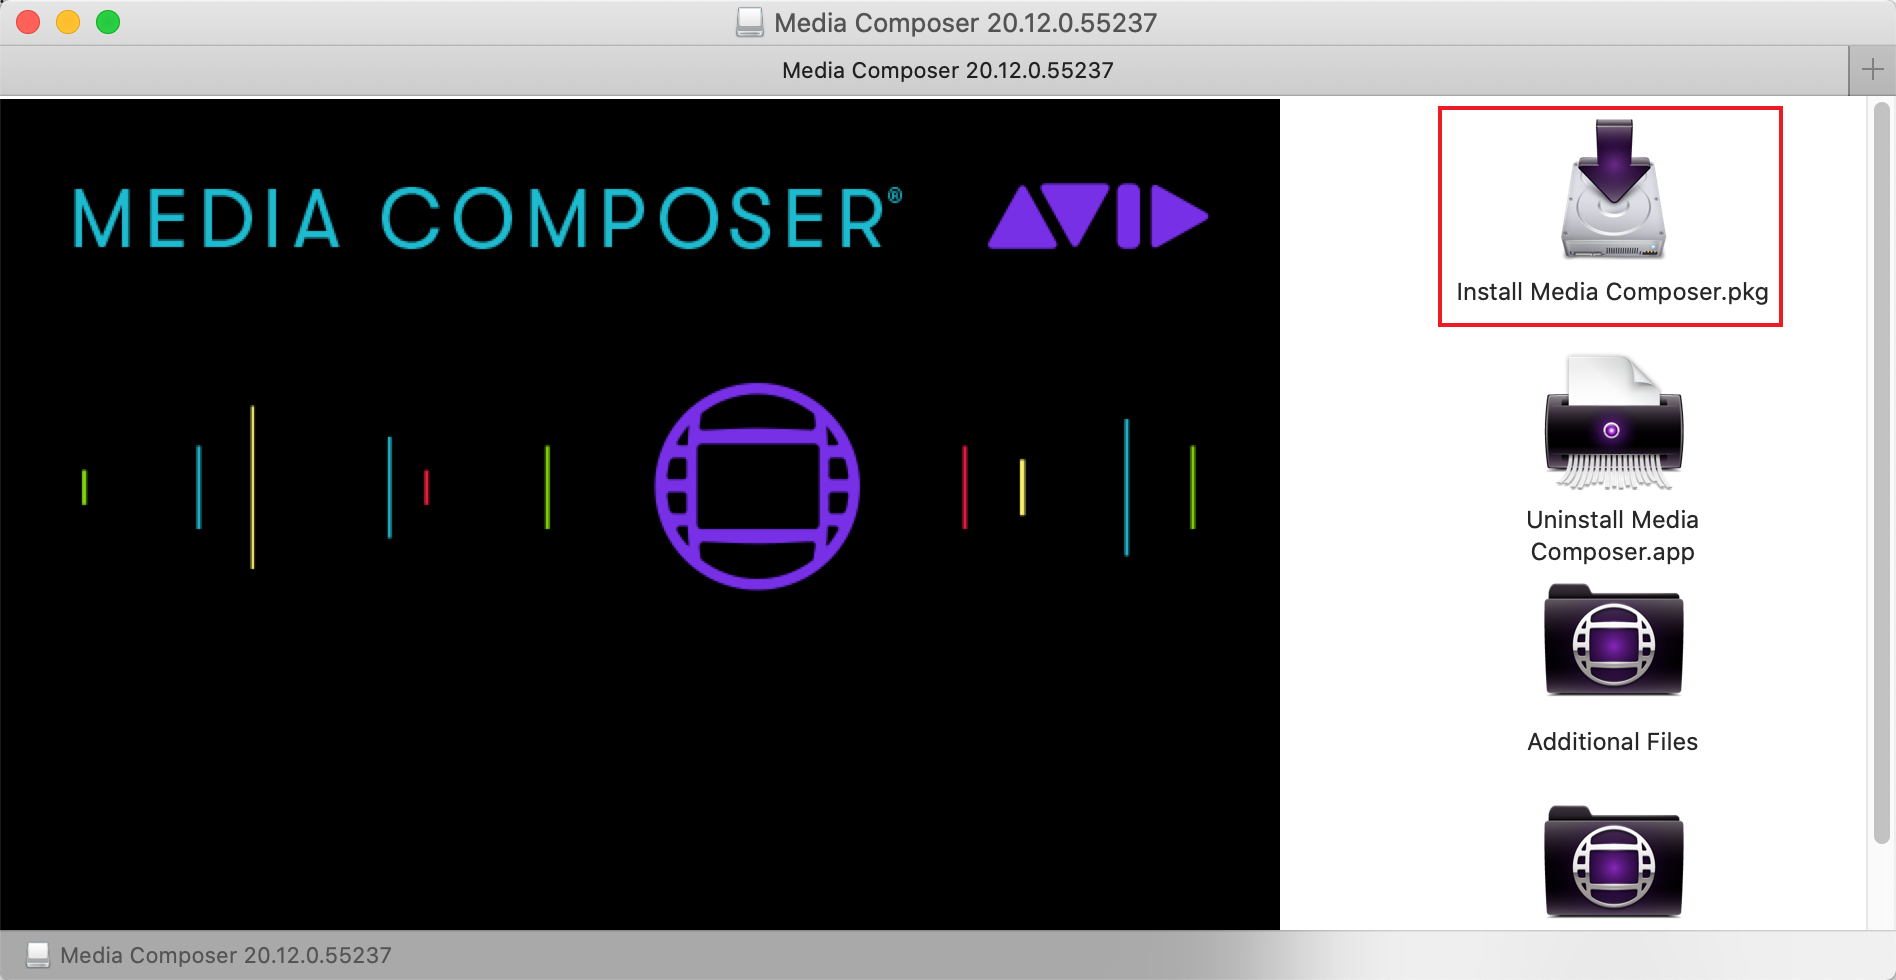 Media Composer 20.12.0.55237
Media Composer 20.12.0.55237
MEDIA COMPOSER® AVID
Install Media Composer.pkg
Uninstall Media
Composer.app
Additional Files
Media Composer 20.12.0.55237